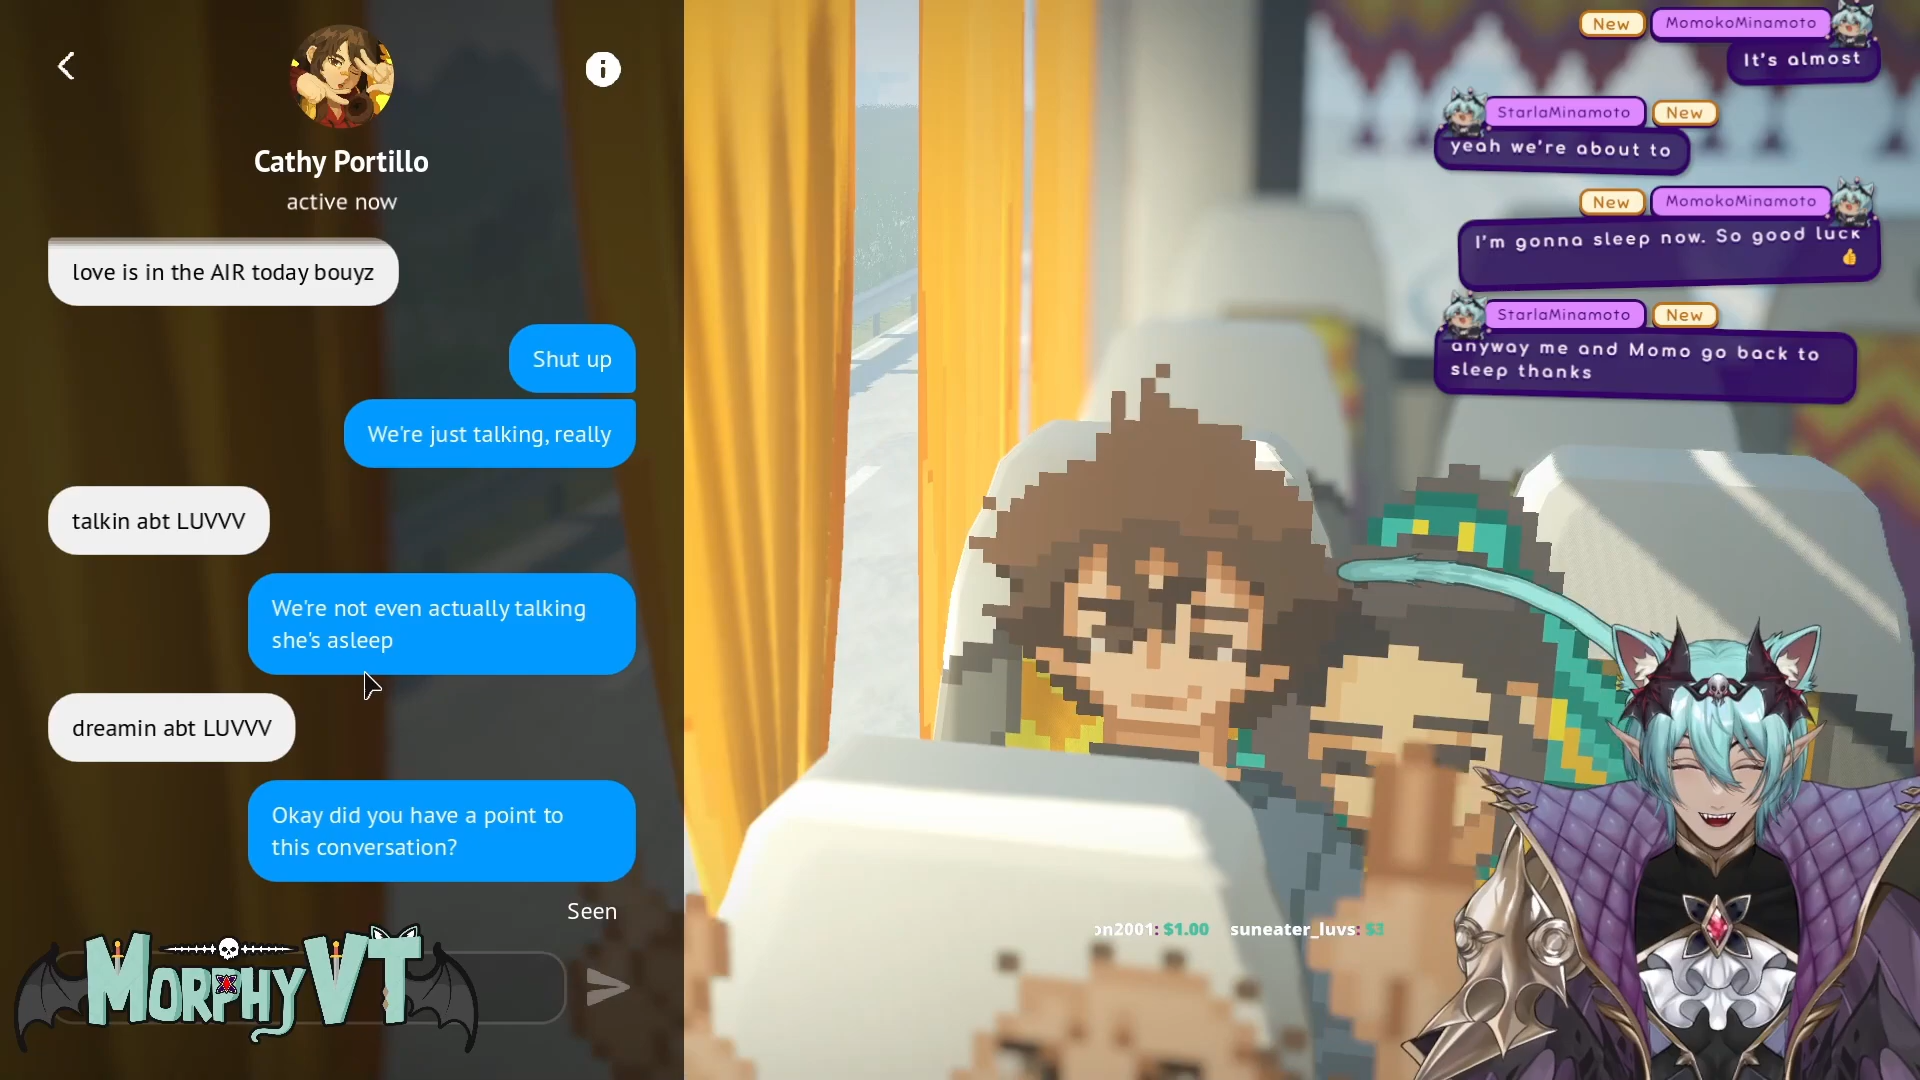 Cathy Portillo
active now
love is in the AIR today bouyz
Shut up
We're just talking, really
talkin abt LUVVV
We're not even actually talking
she's asleep
dreamin abt LUVVV
Okay did you have a point to
this conversation?
Seen
MorphyVT
New MomokoMinamoto
It's almost
StarlaMinamoto New
yeah we're about to
New MomokoMinamoto
I'm gonna sleep now. So good luck
👍
StarlaMinamoto New
anyway me and Momo go back to
sleep thanks
on2001: $1.00 suneater_luvs: $3